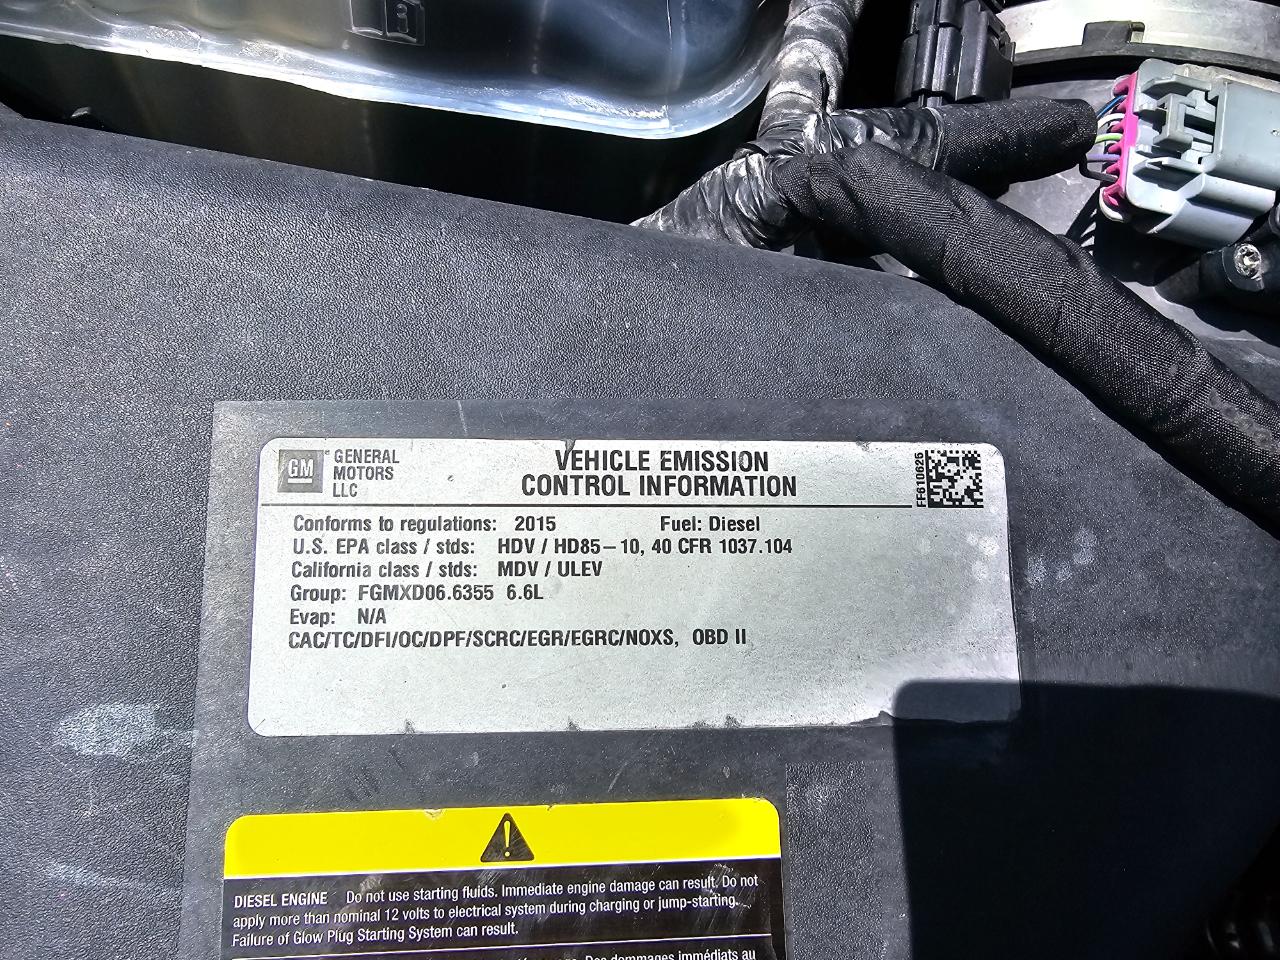 GM
GENERAL
MOTORS
LLC
VEHICLE EMISSION
CONTROL INFORMATION
FF610626
Conforms to regulations: 2015 Fuel: Diesel
U.S. EPA class / stds: HDV / HD85-10, 40 CFR 1037.104
California class / stds: MDV / ULEV
Group: FGMXD06.6355 6.6L
Evap: N/A
CAC/TC/DFI/OC/DPF/SCRC/EGR/EGRC/NOXS, OBD II
DIESEL ENGINE Do not use starting fluids. Immediate engine damage can result. Do not
apply more than nominal 12 volts to electrical system during charging or jump-starting.
Failure of Glow Plug Starting System can result.
Des dommages immédiats au